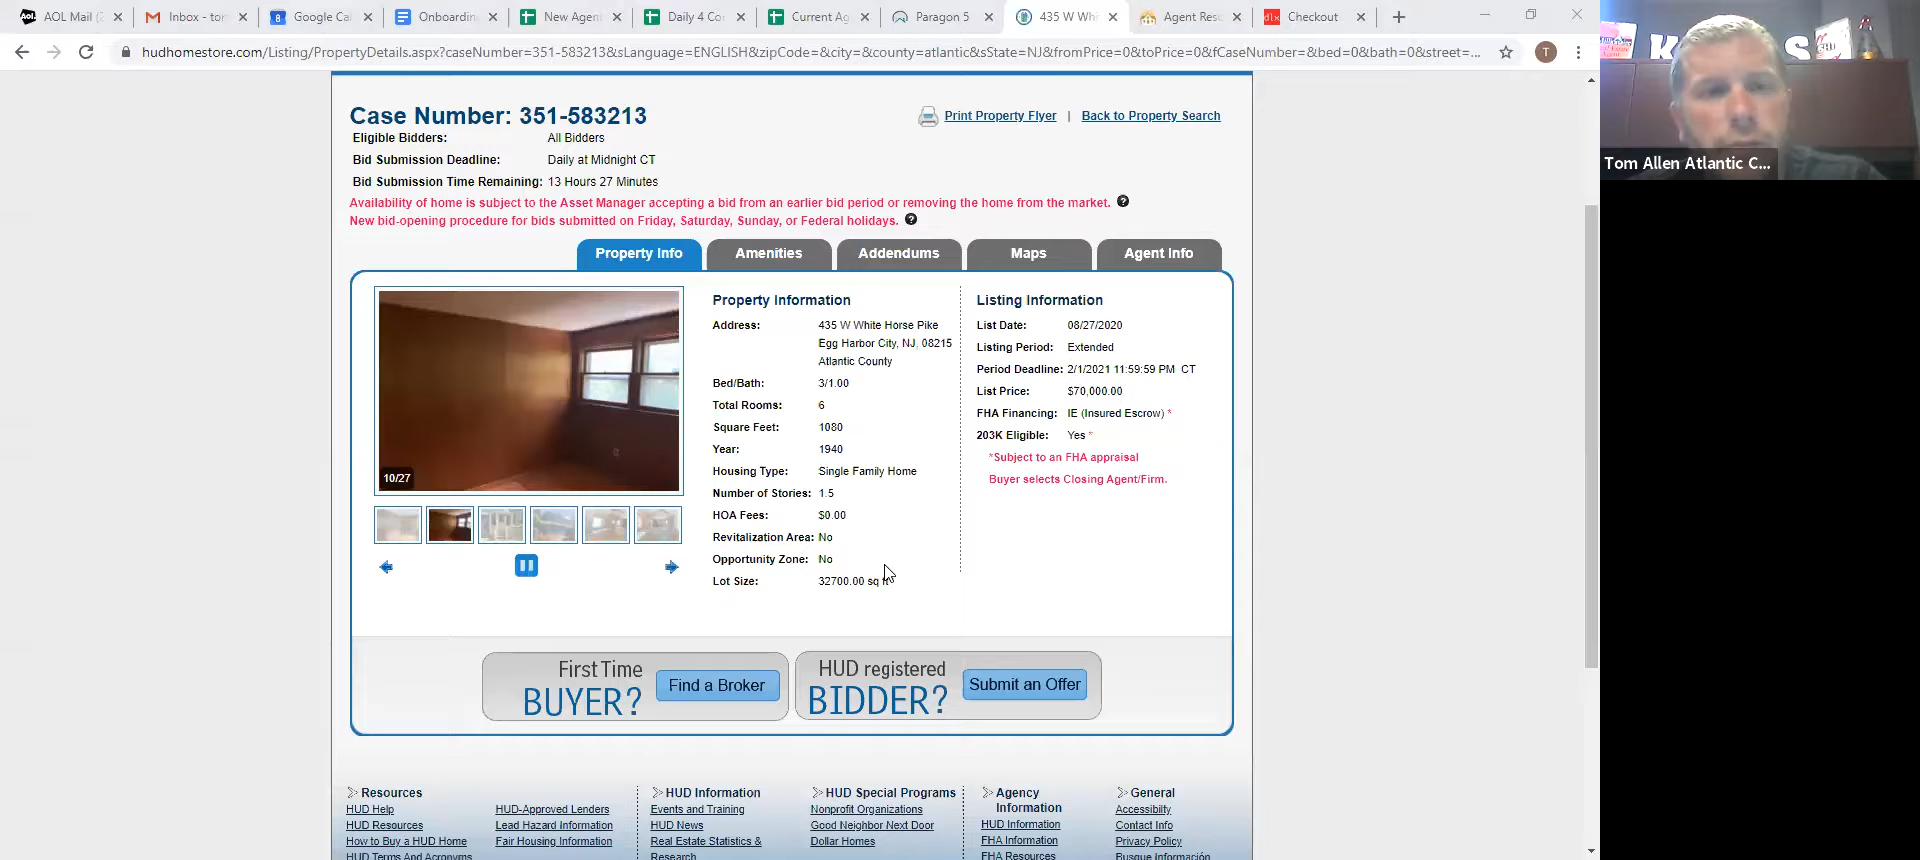 AOL Mail (2
Inbox - tom
Google Cal
Onboardin
New Agen
Daily 4 Co
Current Ag
Paragon 5
435 W Whi
Agent Res
Checkout
hudhomestore.com/Listing/PropertyDetails.aspx?caseNumber=351-583213&sLanguage=ENGLISH&zipCode=&city=&county=atlantic&sState=NJ&fromPrice=0&toPrice=0&fCaseNumber=&bed=0&bath=0&street=...
T
Tom Allen Atlantic C...
Case Number: 351-583213
Print Property Flyer | Back to Property Search
Eligible Bidders: All Bidders
Bid Submission Deadline: Daily at Midnight CT
Bid Submission Time Remaining: 13 Hours 27 Minutes
Availability of home is subject to the Asset Manager accepting a bid from an earlier bid period or removing the home from the market. ?
New bid-opening procedure for bids submitted on Friday, Saturday, Sunday, or Federal holidays. ?
Property Info
Amenities
Addendums
Maps
Agent Info
10/27
Property Information
Address: 435 W White Horse Pike
Egg Harbor City, NJ, 08215
Atlantic County
Bed/Bath: 3/1.00
Total Rooms: 6
Square Feet: 1080
Year: 1940
Housing Type: Single Family Home
Number of Stories: 1.5
HOA Fees: $0.00
Revitalization Area: No
Opportunity Zone: No
Lot Size: 32700.00 sq ft
Listing Information
List Date: 08/27/2020
Listing Period: Extended
Period Deadline: 2/1/2021 11:59:59 PM CT
List Price: $70,000.00
FHA Financing: IE (Insured Escrow) *
203K Eligible: Yes *
*Subject to an FHA appraisal
Buyer selects Closing Agent/Firm.
First Time
BUYER?
Find a Broker
HUD registered
BIDDER?
Submit an Offer
Resources
HUD Help
HUD Resources
How to Buy a HUD Home
HUD Terms And Acronyms
HUD-Approved Lenders
Lead Hazard Information
Fair Housing Information
HUD Information
Events and Training
HUD News
Real Estate Statistics &
Research
HUD Special Programs
Nonprofit Organizations
Good Neighbor Next Door
Dollar Homes
Agency
Information
HUD Information
FHA Information
FHA Resources
General
Accessibility
Contact Info
Privacy Policy
Busque Información